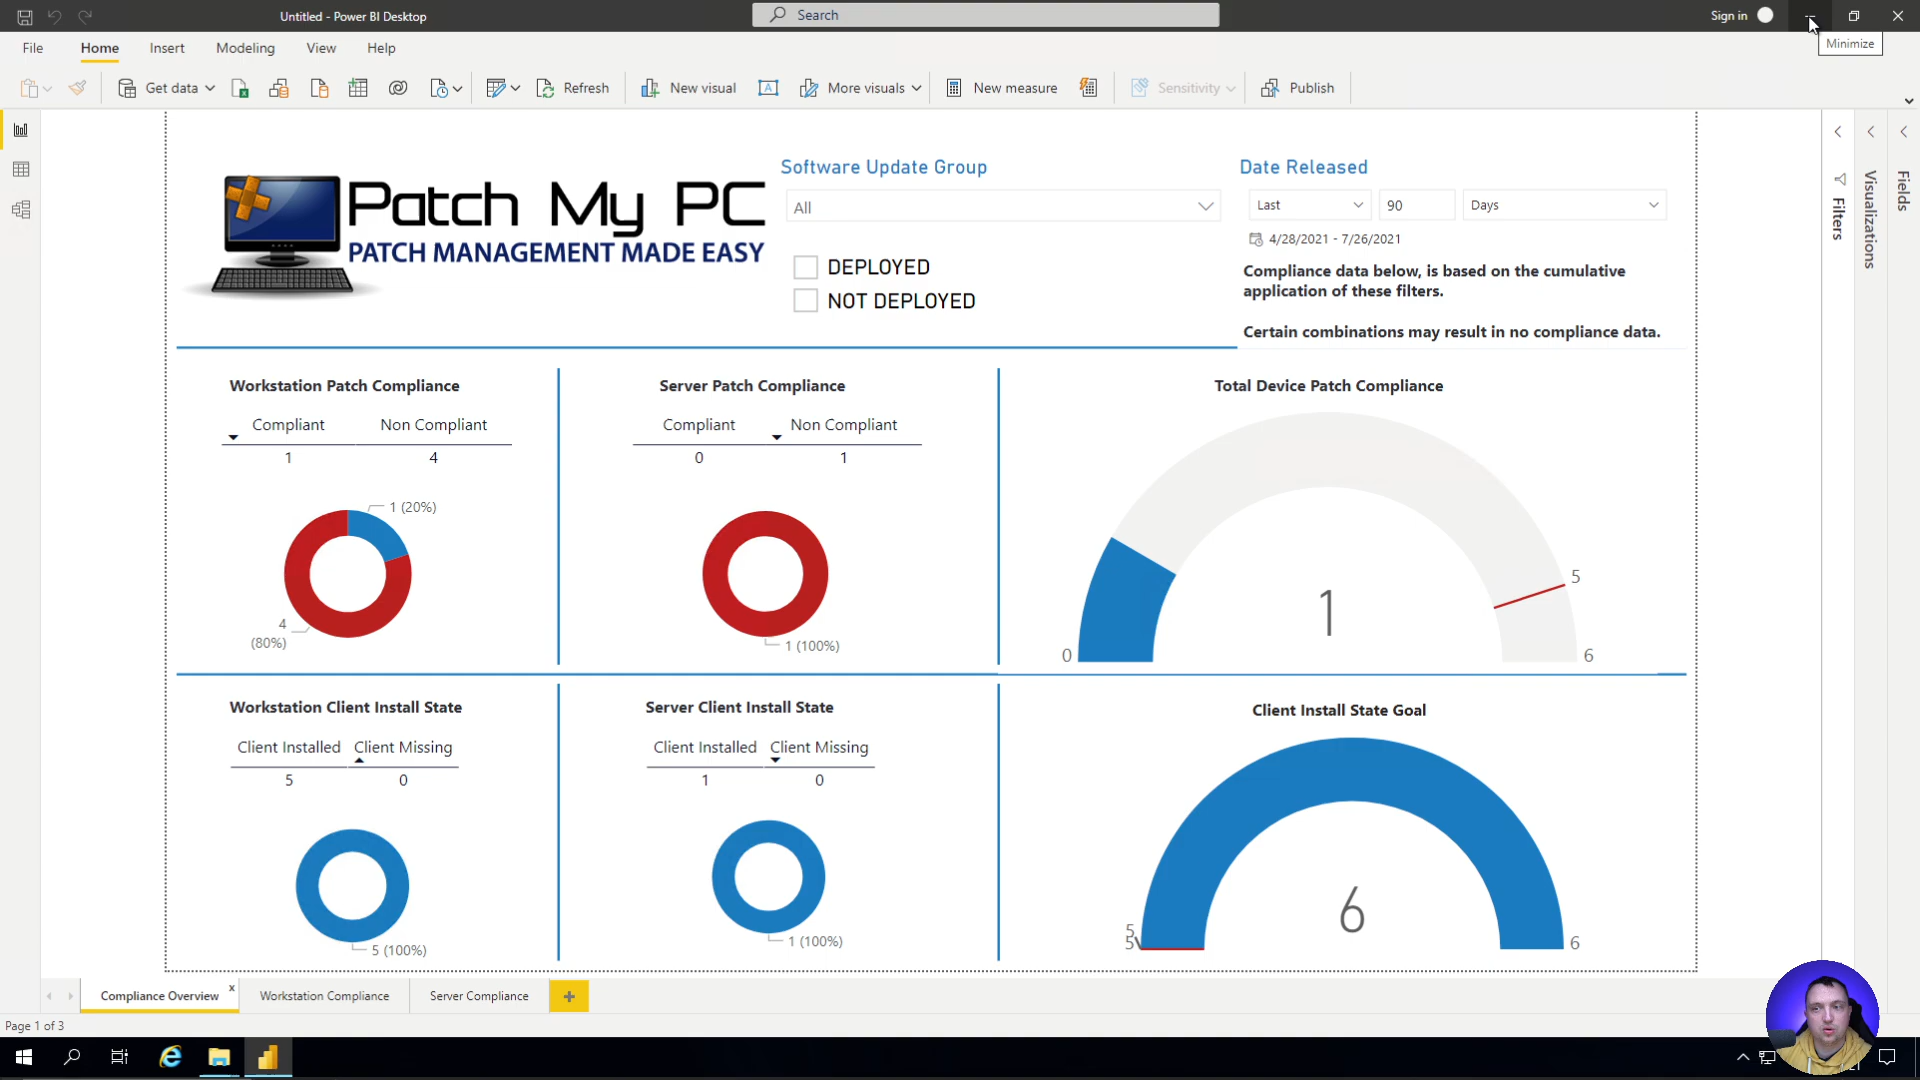 Untitled - Power BI Desktop
Search
Sign in
Minimize
File
Home
Insert
Modeling
View
Help
Get data
Refresh
New visual
More visuals
New measure
Sensitivity
Publish
Patch My PC
PATCH MANAGEMENT MADE EASY
Software Update Group
All
DEPLOYED
NOT DEPLOYED
Date Released
Last
90
Days
4/28/2021 - 7/26/2021
Compliance data below, is based on the cumulative
application of these filters.
Certain combinations may result in no compliance data.
Filters
Visualizations
Fields
Workstation Patch Compliance
Compliant
Non Compliant
1
4
1 (20%)
4
(80%)
Server Patch Compliance
Compliant
Non Compliant
0
1
1 (100%)
Total Device Patch Compliance
5
1
0
6
Workstation Client Install State
Client Installed
Client Missing
5
0
5 (100%)
Server Client Install State
Client Installed
Client Missing
1
0
1 (100%)
Client Install State Goal
6
5
5
6
Compliance Overview
x
Workstation Compliance
Server Compliance
Page 1 of 3